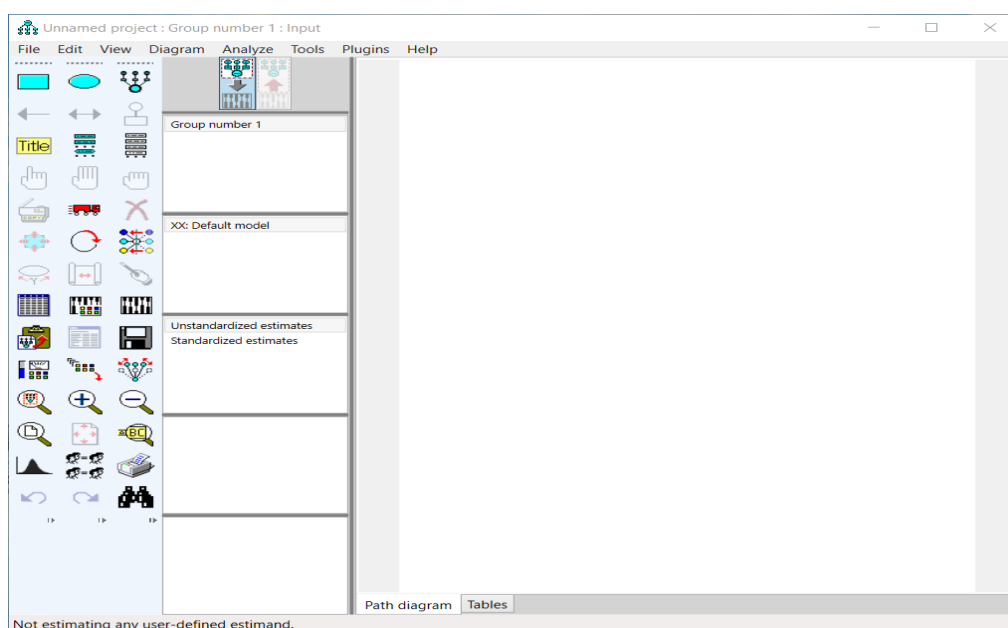 Unnamed project : Group number 1 : Input
File Edit View Diagram Analyze Tools Plugins Help
Title
Group number 1
XX: Default model
Unstandardized estimates
Standardized estimates
Path diagram Tables
Not estimating any user-defined estimand.